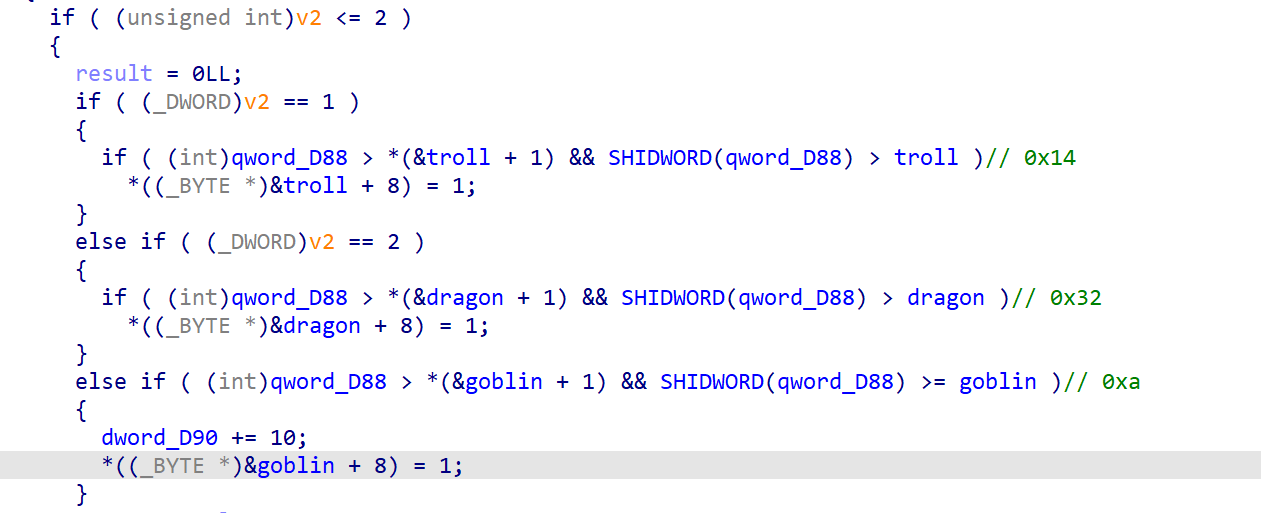 if ( (unsigned int)v2 <= 2 )
{
result = 0LL;
if ( (_DWORD)v2 == 1 )
{
if ( (int)qword_D88 > *(&troll + 1) && SHIDWORD(qword_D88) > troll )// 0x14
*((_BYTE *)&troll + 8) = 1;
}
else if ( (_DWORD)v2 == 2 )
{
if ( (int)qword_D88 > *(&dragon + 1) && SHIDWORD(qword_D88) > dragon )// 0x32
*((_BYTE *)&dragon + 8) = 1;
}
else if ( (int)qword_D88 > *(&goblin + 1) && SHIDWORD(qword_D88) >= goblin )// 0xa
{
dword_D90 += 10;
*((_BYTE *)&goblin + 8) = 1;
}